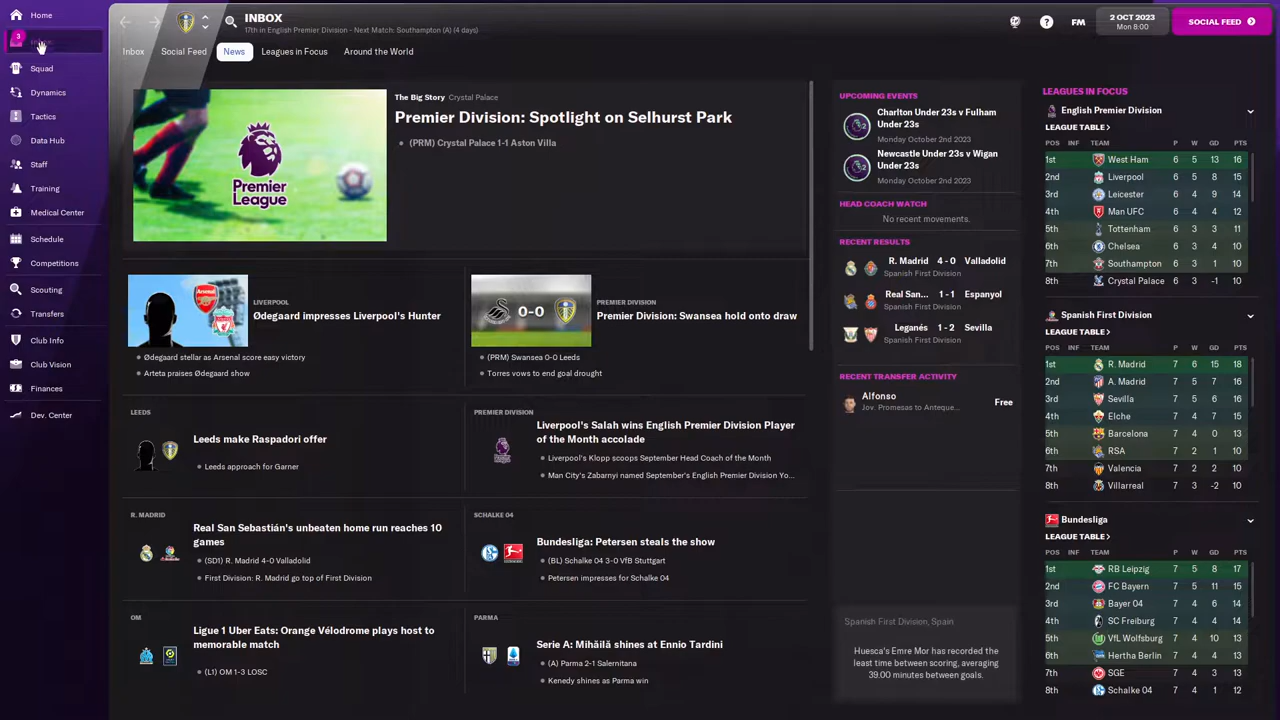 Home
INBOX
17th in English Premier Division - Next Match: Southampton (A) (4 days)
FM
2 OCT 2023
Mon 8:00
SOCIAL FEED
3
Squad
Dynamics
Tactics
Data Hub
Staff
Training
Medical Center
Schedule
Competitions
Scouting
Transfers
Club Info
Club Vision
Finances
Dev. Center
Inbox
Social Feed
News
Leagues in Focus
Around the World
Premier
League
The Big Story Crystal Palace
Premier Division: Spotlight on Selhurst Park
(PRM) Crystal Palace 1-1 Aston Villa
LIVERPOOL
Ødegaard impresses Liverpool's Hunter
Ødegaard stellar as Arsenal score easy victory
Arteta praises Ødegaard show
0-0
PREMIER DIVISION
Premier Division: Swansea hold onto draw
(PRM) Swansea 0-0 Leeds
Torres vows to end goal drought
LEEDS
Leeds make Raspadori offer
Leeds approach for Garner
PREMIER DIVISION
Liverpool's Salah wins English Premier Division Player
of the Month accolade
Liverpool's Klopp scoops September Head Coach of the Month
Man City's Zabarnyi named September's English Premier Division Yo...
R. MADRID
Real San Sebastián's unbeaten home run reaches 10
games
(SD1) R. Madrid 4-0 Valladolid
First Division: R. Madrid go top of First Division
SCHALKE 04
Bundesliga: Petersen steals the show
(BL) Schalke 04 3-0 VfB Stuttgart
Petersen impresses for Schalke 04
OM
Ligue 1 Uber Eats: Orange Vélodrome plays host to
memorable match
(L1) OM 1-3 LOSC
PARMA
Serie A: Mihăilă shines at Ennio Tardini
(A) Parma 2-1 Salernitana
Kenedy shines as Parma win
UPCOMING EVENTS
Charlton Under 23s v Fulham
Under 23s
Monday October 2nd 2023
Newcastle Under 23s v Wigan
Under 23s
Monday October 2nd 2023
HEAD COACH WATCH
No recent movements.
RECENT RESULTS
R. Madrid 4 - 0 Valladolid
Spanish First Division
Real San... 1 - 1 Espanyol
Spanish First Division
Leganés 1 - 2 Sevilla
Spanish First Division
RECENT TRANSFER ACTIVITY
Alfonso
Jov. Promesas to Anteque...
Free
Spanish First Division, Spain
Huesca's Emre Mor has recorded the
least time between scoring, averaging
39.00 minutes between goals.
LEAGUES IN FOCUS
English Premier Division
LEAGUE TABLE
POS INF TEAM P W GD PTS
1st West Ham 6 5 13 16
2nd Liverpool 6 5 8 15
3rd Leicester 6 4 9 14
4th Man UFC 6 4 4 12
5th Tottenham 6 3 3 11
6th Chelsea 6 3 4 10
7th Southampton 6 3 1 10
8th Crystal Palace 6 3 -1 10
Spanish First Division
LEAGUE TABLE
POS INF TEAM P W GD PTS
1st R. Madrid 7 6 15 18
2nd A. Madrid 7 5 7 16
3rd Sevilla 7 5 6 16
4th Elche 7 4 7 15
5th Barcelona 7 4 0 13
6th RSA 7 2 1 10
7th Valencia 7 2 2 10
8th Villarreal 7 2 -2 10
Bundesliga
LEAGUE TABLE
POS INF TEAM P W GD PTS
1st RB Leipzig 7 5 8 17
2nd FC Bayern 7 5 11 15
3rd Bayer 04 7 4 6 14
4th SC Freiburg 7 4 4 14
5th VfL Wolfsburg 7 4 10 13
6th Hertha Berlin 7 4 4 13
7th SGE 7 4 3 13
8th Schalke 04 7 4 1 12